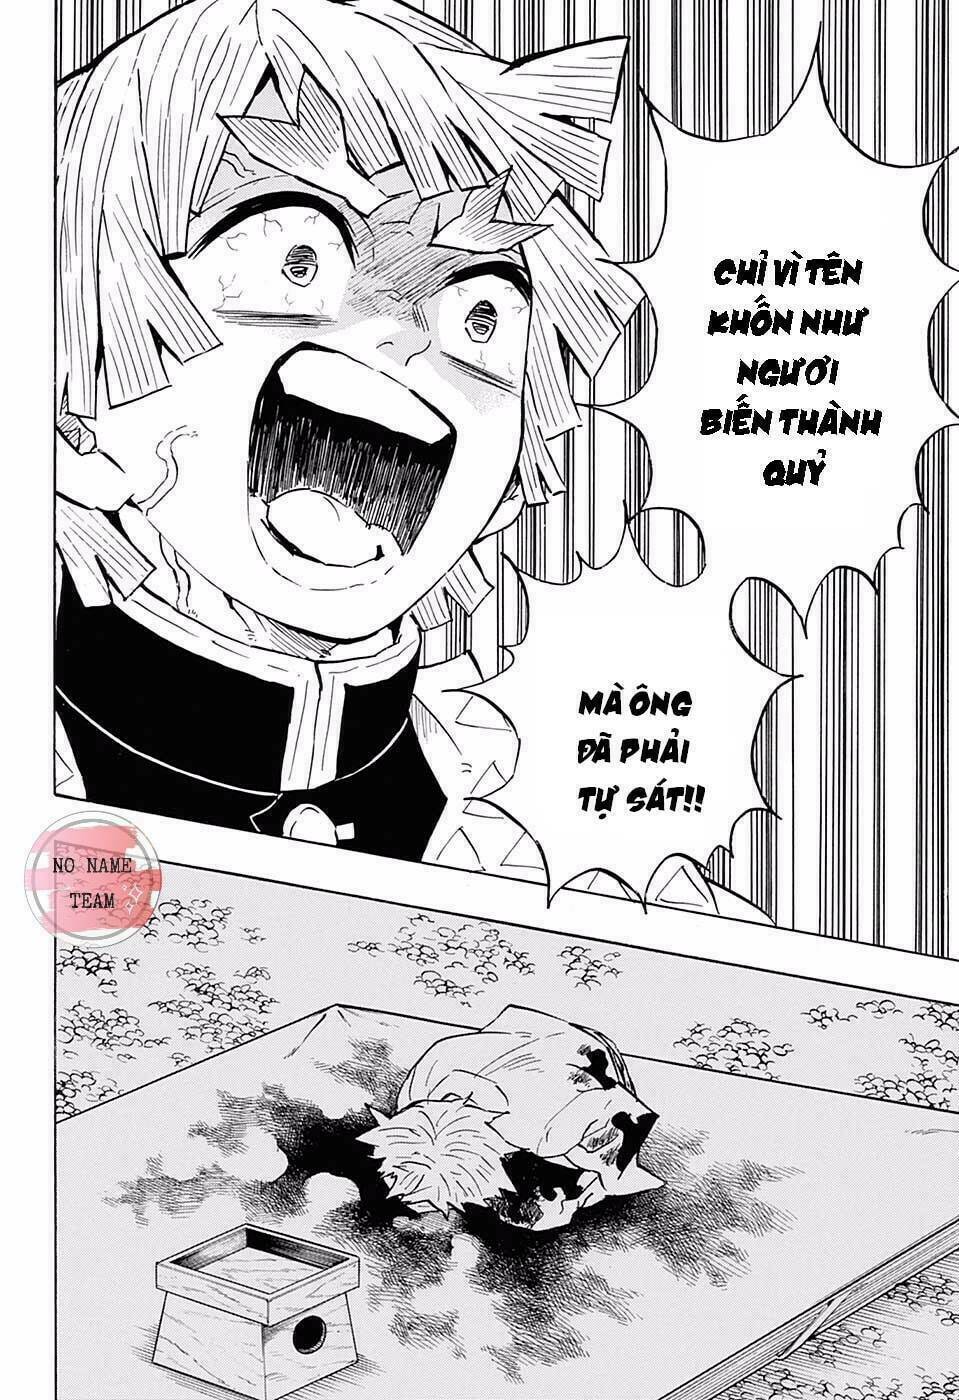 CHỈ VÌ TÊN
KHỐN NHƯ
NGƯƠI
BIẾN THÀNH
QUỶ
MÀ ÔNG
ĐÃ PHẢI
TỰ SÁT!!
NO NAME
TEAM